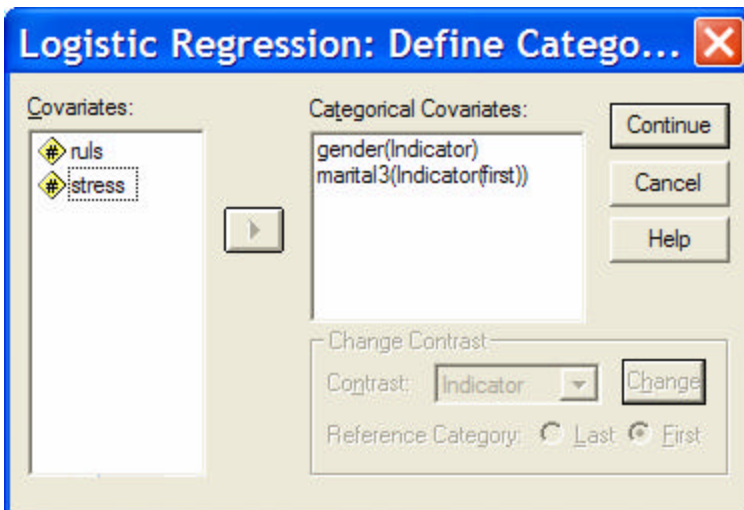 Logistic Regression: Define Catego...
Covariates:
ruls
stress
Categorical Covariates:
gender(Indicator)
marital3(Indicator(first))
Continue
Cancel
Help
Change Contrast
Contrast:
Indicator
Change
Reference Category:
Last
First